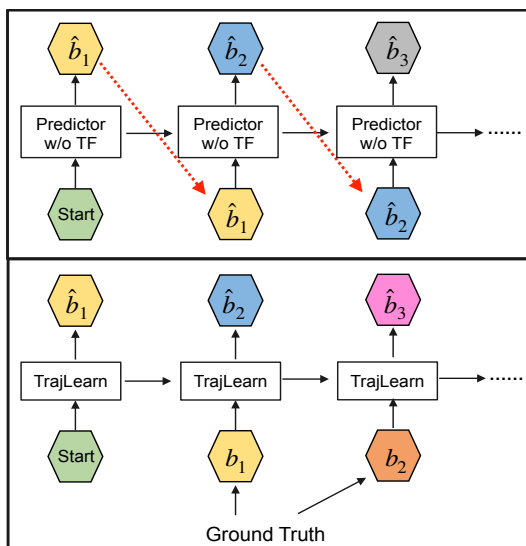 b̂₁ b̂₂ b̂₃
Predictor Predictor Predictor
w/o TF w/o TF w/o TF ......
Start b̂₁ b̂₂
b̂₁ b̂₂ b̂₃
TrajLearn TrajLearn TrajLearn ......
Start b₁ b₂
Ground Truth